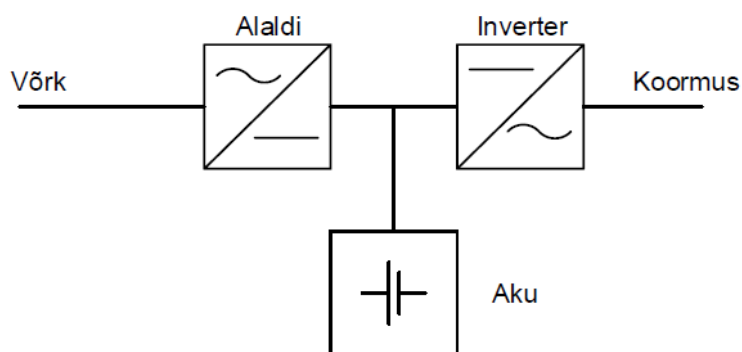 Alaldi
Inverter
Võrk
Koormus
Aku